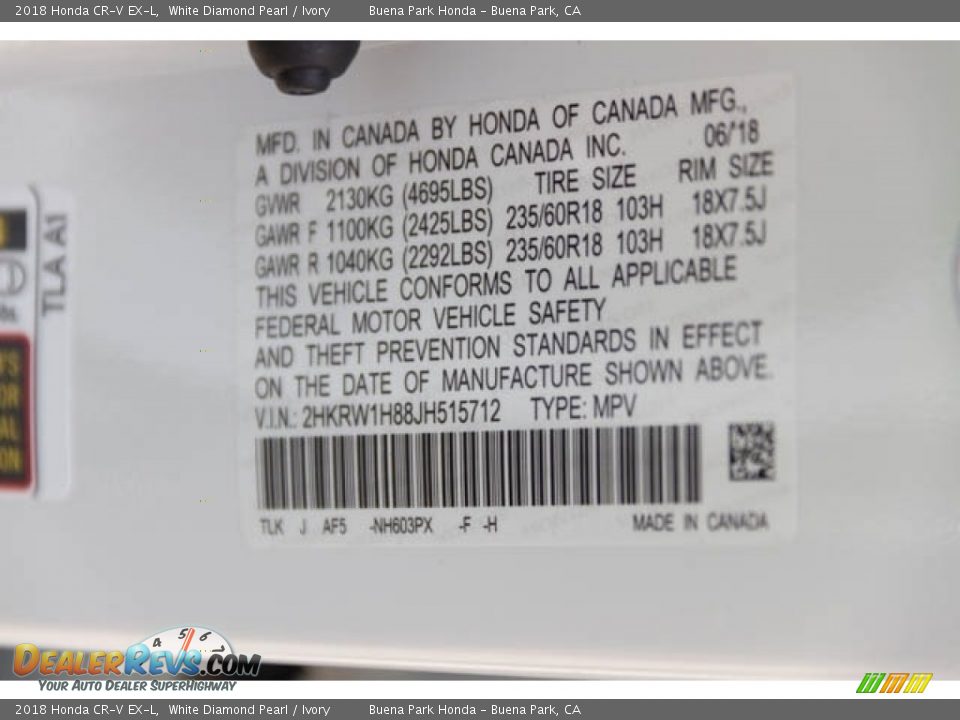 2018 Honda CR-V EX-L, White Diamond Pearl / Ivory Buena Park Honda - Buena Park, CA
MFD. IN CANADA BY HONDA OF CANADA MFG.,
A DIVISION OF HONDA CANADA INC. 06/'18
GVWR 2130KG (4695LBS) TIRE SIZE RIM SIZE
GAWR F 1100KG (2425LBS) 235/60R18 103H 18X7.5J
GAWR R 1040KG (2292LBS) 235/60R18 103H 18X7.5J
THIS VEHICLE CONFORMS TO ALL APPLICABLE
FEDERAL MOTOR VEHICLE SAFETY
AND THEFT PREVENTION STANDARDS IN EFFECT
ON THE DATE OF MANUFACTURE SHOWN ABOVE.
V.I.N.: 2HKRW1H88JH515712 TYPE: MPV
TLK J AF5 -NH603PX -F -H MADE IN CANADA
TLA A1
4 5 6 7
DEALERREVS.COM
YOUR AUTO DEALER SUPERHIGHWAY
2018 Honda CR-V EX-L, White Diamond Pearl / Ivory Buena Park Honda - Buena Park, CA